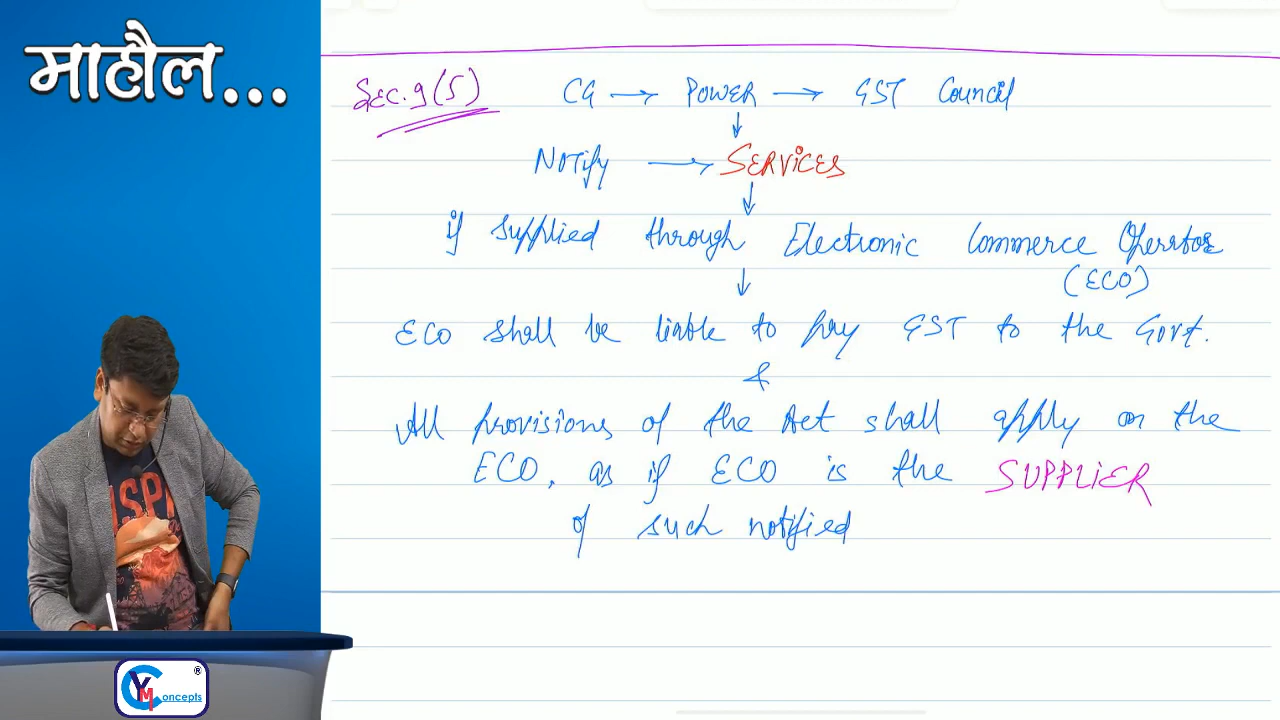 माहौल...
Sec. 9(5) CG → POWER → GST Council
↓
NOTIFY → SERVICES
↓
if supplied through Electronic Commerce Operator
(ECO)
↓
ECO shall be liable to pay GST to the Govt.
&
All provisions of the Act shall apply on the
ECO, as if ECO is the SUPPLIER
of such notified
YM Concepts ®